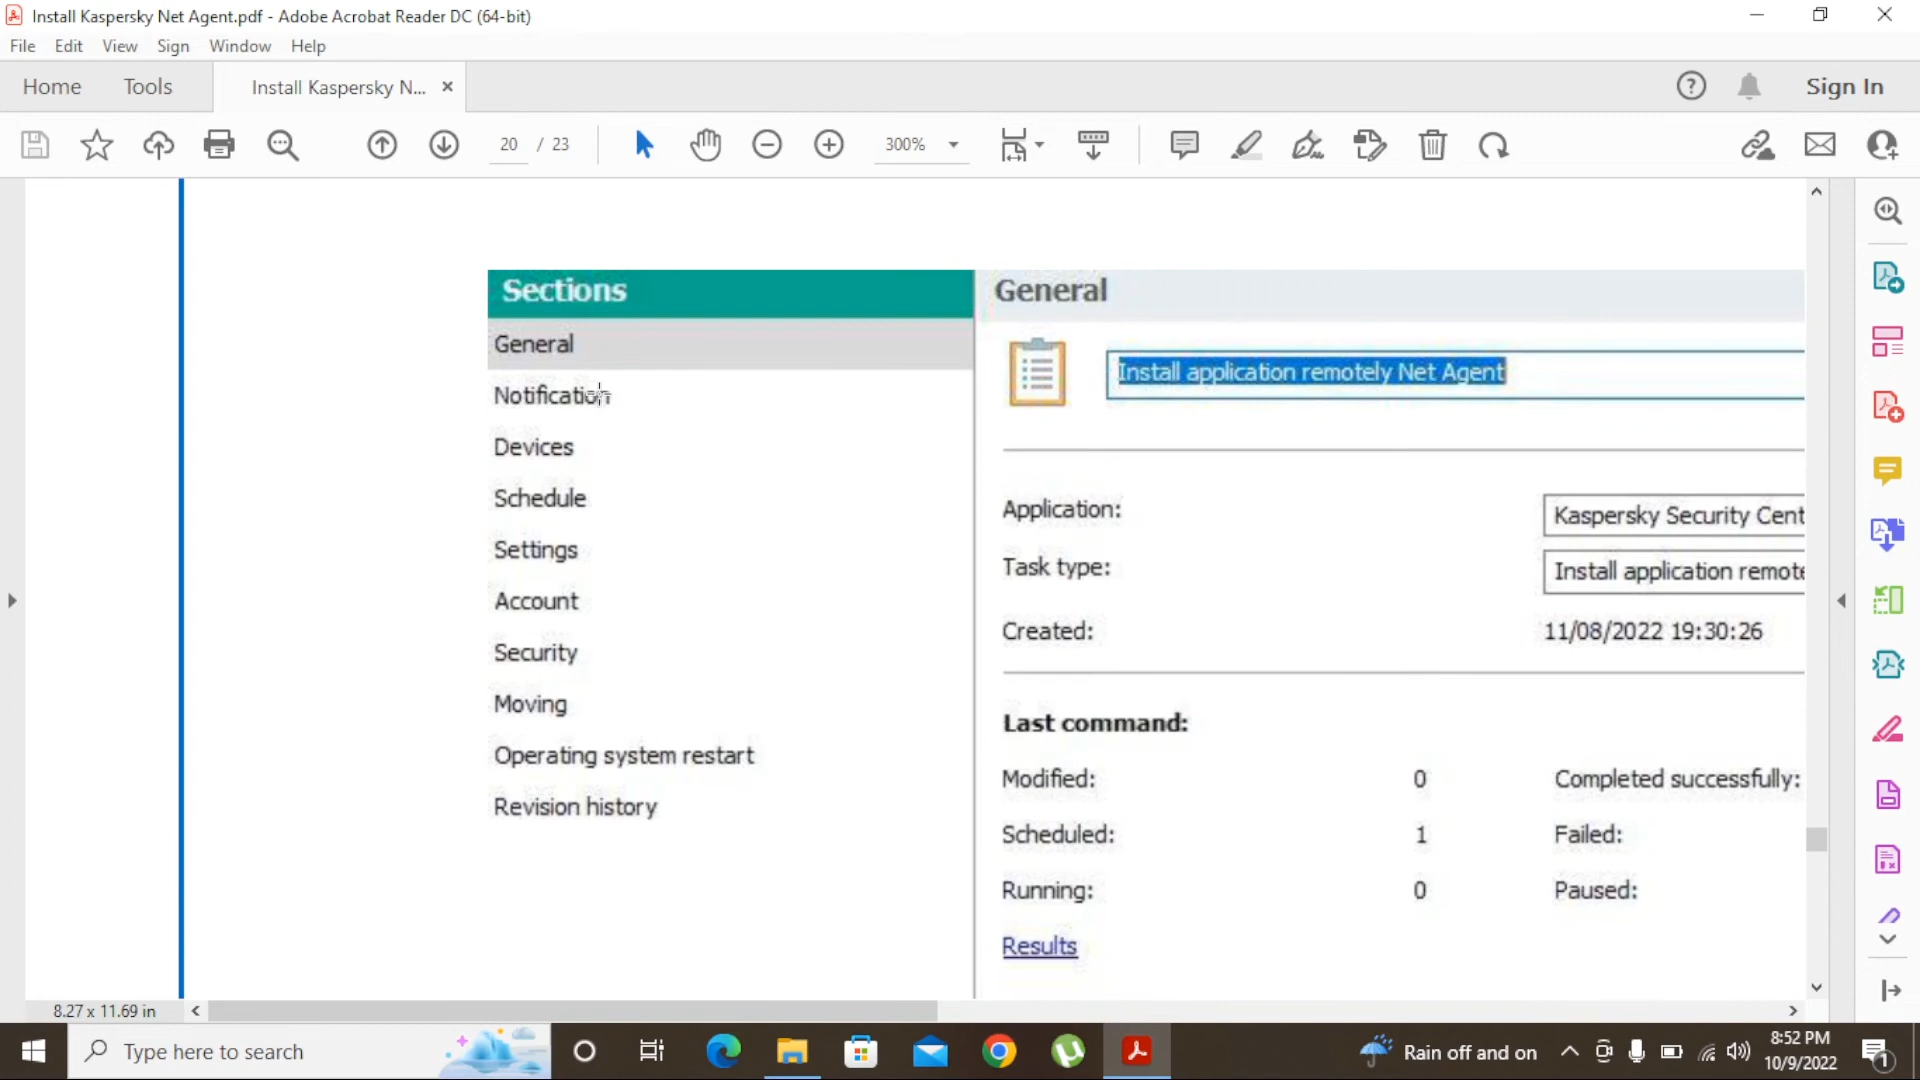 Install Kaspersky Net Agent.pdf - Adobe Acrobat Reader DC (64-bit)
File Edit View Sign Window Help
Home Tools Install Kaspersky N... Sign In
20 / 23 300%
Sections
General
Notification
Devices
Schedule
Settings
Account
Security
Moving
Operating system restart
Revision history
General
Install application remotely Net Agent
Application: Kaspersky Security Cent
Task type: Install application remote
Created: 11/08/2022 19:30:26
Last command:
Modified: 0 Completed successfully:
Scheduled: 1 Failed:
Running: 0 Paused:
Results
8.27 x 11.69 in
Type here to search
Rain off and on
8:52 PM
10/9/2022
1